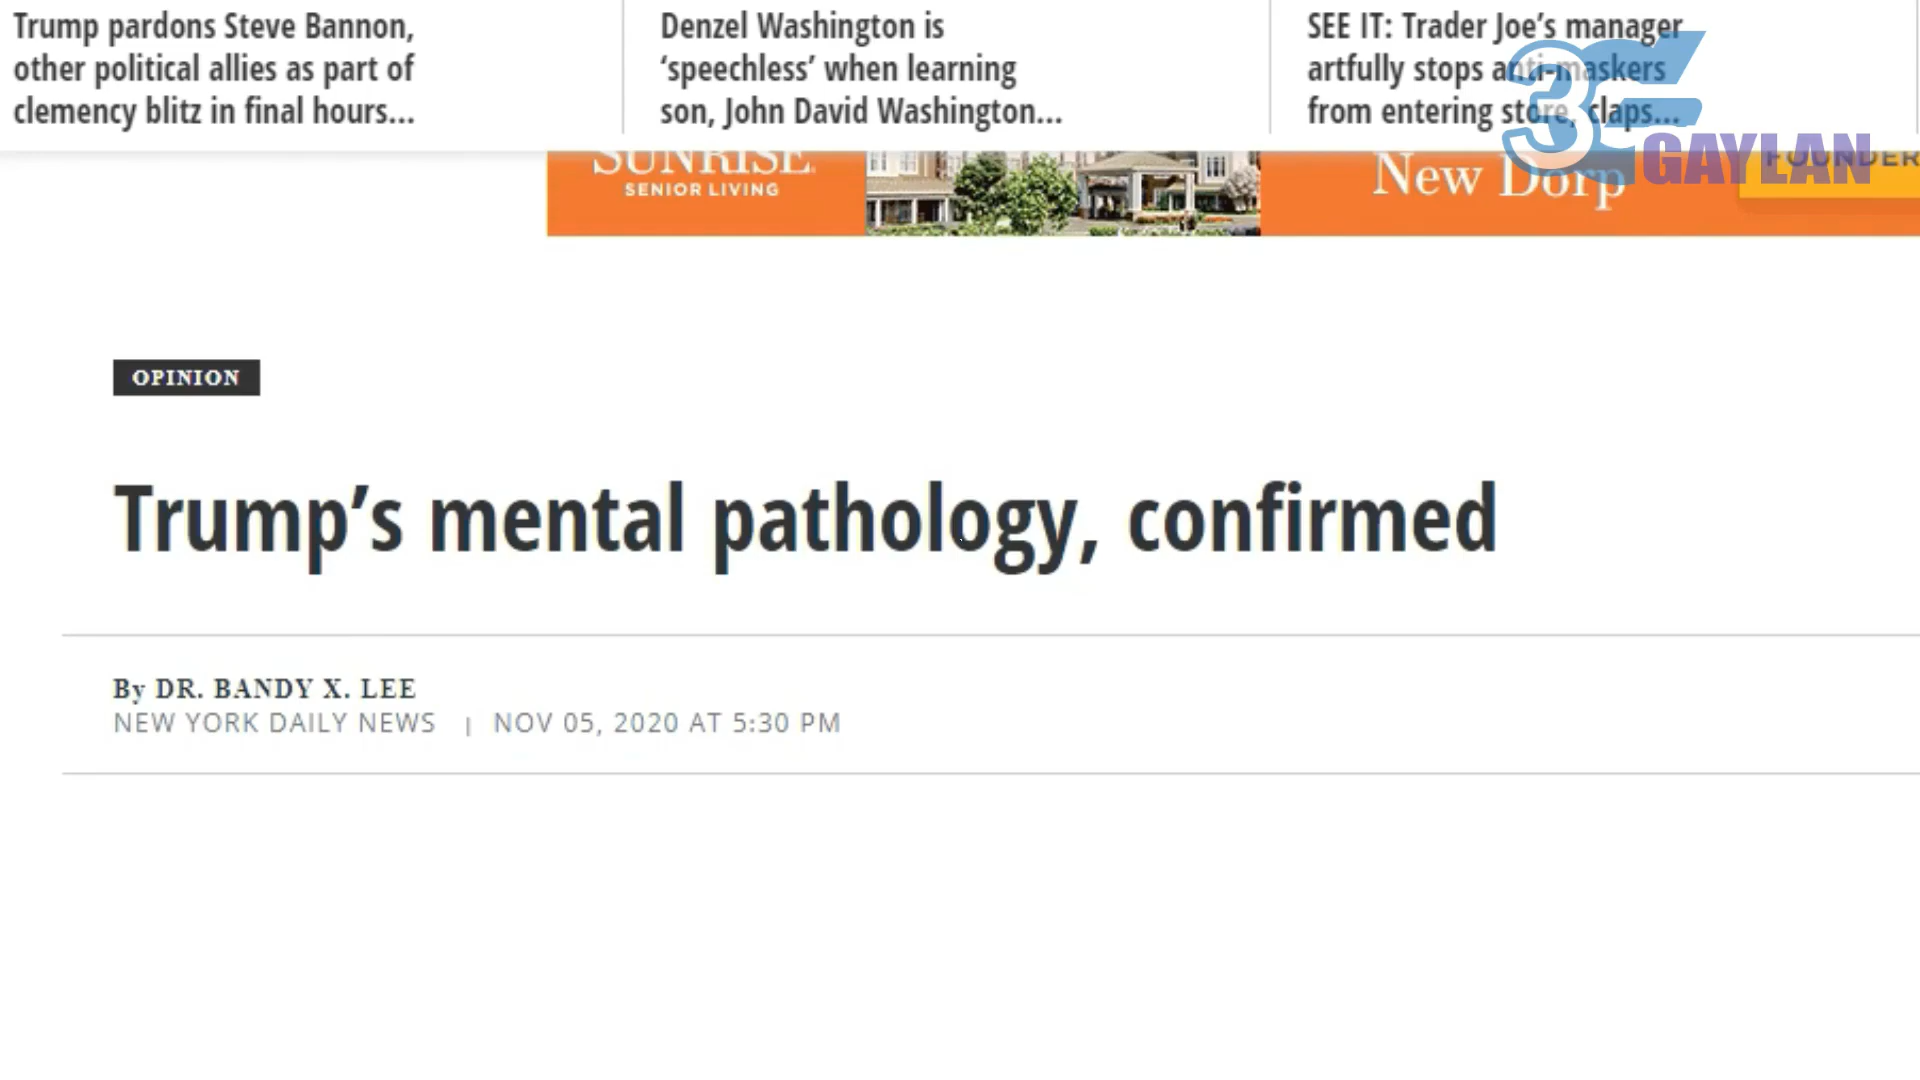 Trump pardons Steve Bannon,
other political allies as part of
clemency blitz in final hours...
Denzel Washington is
‘speechless’ when learning
son, John David Washington...
SEE IT: Trader Joe’s manager
artfully stops anti-maskers
from entering store, claps...
3
GAYLAN
SUNRISE
SENIOR LIVING
New Dorp
FOUNDER
OPINION
Trump’s mental pathology, confirmed
By DR. BANDY X. LEE
NEW YORK DAILY NEWS | NOV 05, 2020 AT 5:30 PM